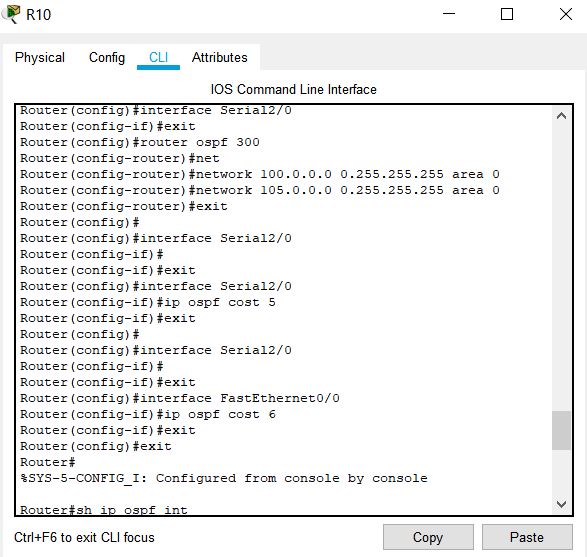 R10
Physical Config CLI Attributes
IOS Command Line Interface
Router(config)#interface Serial2/0
Router(config-if)#exit
Router(config)#router ospf 300
Router(config-router)#net
Router(config-router)#network 100.0.0.0 0.255.255.255 area 0
Router(config-router)#network 105.0.0.0 0.255.255.255 area 0
Router(config-router)#exit
Router(config)#
Router(config)#interface Serial2/0
Router(config-if)#
Router(config-if)#exit
Router(config)#interface Serial2/0
Router(config-if)#ip ospf cost 5
Router(config-if)#exit
Router(config)#
Router(config)#interface Serial2/0
Router(config-if)#
Router(config-if)#exit
Router(config)#interface FastEthernet0/0
Router(config-if)#ip ospf cost 6
Router(config-if)#exit
Router(config)#exit
Router#
%SYS-5-CONFIG_I: Configured from console by console
Router#sh ip ospf int
Ctrl+F6 to exit CLI focus Copy Paste